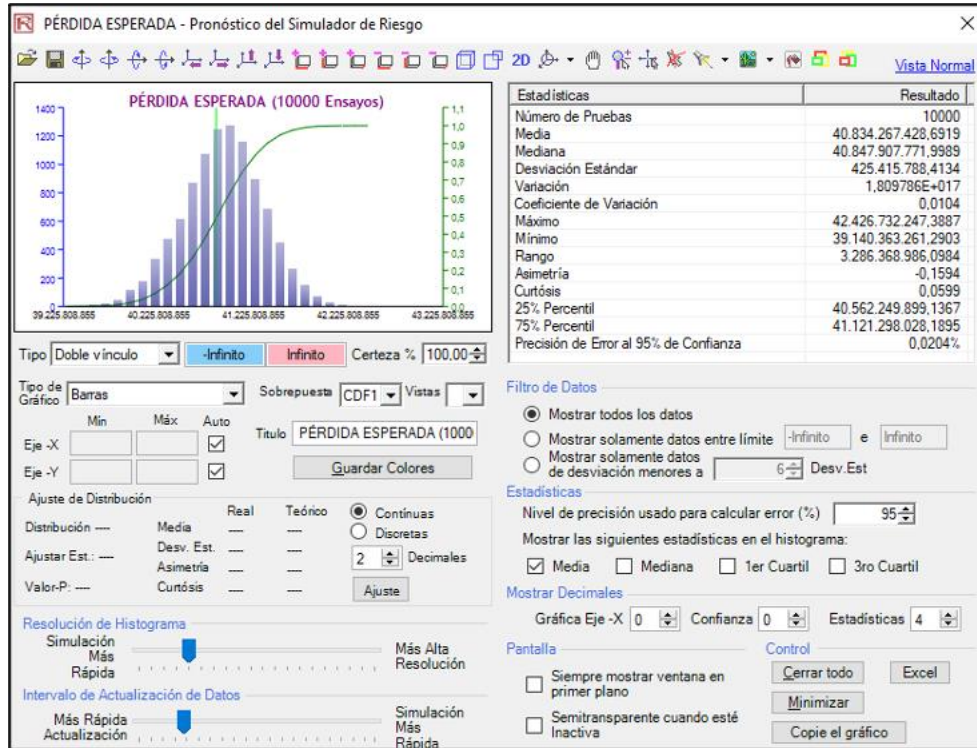 PÉRDIDA ESPERADA - Pronóstico del Simulador de Riesgo
2D
Vista Normal
PÉRDIDA ESPERADA (10000 Ensayos)
1400
1200
1000
800
600
400
200
0
1,1
1,0
0,9
0,8
0,7
0,6
0,5
0,4
0,3
0,2
0,1
0,0
39.225.808.855 40.225.808.855 41.225.808.855 42.225.808.855 43.225.808.855
Estadísticas Resultado
Número de Pruebas 10000
Media 40.834.267.428,6919
Mediana 40.847.907.771,9989
Desviación Estándar 425.415.788,4134
Variación 1,809786E+017
Coeficiente de Variación 0,0104
Máximo 42.426.732.247,3887
Mínimo 39.140.363.261,2903
Rango 3.286.368.986,0984
Asimetría -0,1594
Curtósis 0,0599
25% Percentil 40.562.249.899,1367
75% Percentil 41.121.298.028,1895
Precisión de Error al 95% de Confianza 0,0204%
Tipo Doble vínculo -Infinito Infinito Certeza % 100,00
Tipo de Gráfico Barras Sobrepuesta CDF1 Vistas
Mín Máx Auto
Eje -X
Eje -Y
Titulo PÉRDIDA ESPERADA (1000
Guardar Colores
Ajuste de Distribución
Real Teórico
Distribución ---- Media ---- ----
Ajustar Est.: ---- Desv. Est. ---- ----
Asimetría ---- ----
Valor-P: ---- Curtósis ---- ----
Continuas
Discretas
2 Decimales
Ajuste
Resolución de Histograma
Simulación Más Rápida
Más Alta Resolución
Intervalo de Actualización de Datos
Más Rápida Actualización
Simulación Más Rápida
Filtro de Datos
Mostrar todos los datos
Mostrar solamente datos entre límite -Infinito e Infinito
Mostrar solamente datos de desviación menores a 6 Desv.Est
Estadísticas
Nivel de precisión usado para calcular error (%) 95
Mostrar las siguientes estadísticas en el histograma:
Media Mediana 1er Cuartil 3ro Cuartil
Mostrar Decimales
Gráfica Eje -X 0 Confianza 0 Estadísticas 4
Pantalla
Siempre mostrar ventana en primer plano
Semitransparente cuando esté Inactiva
Control
Cerrar todo Excel
Minimizar
Copie el gráfico